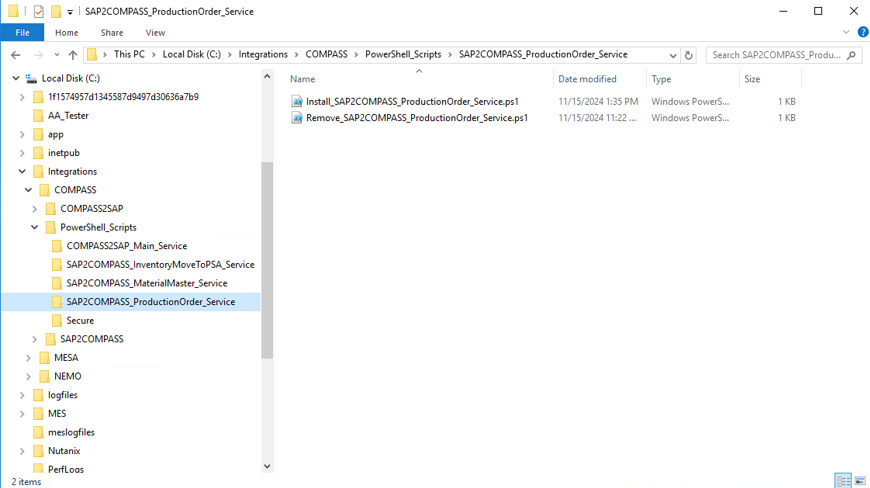 SAP2COMPASS_ProductionOrder_Service
File Home Share View
This PC Local Disk (C:) Integrations COMPASS PowerShell_Scripts SAP2COMPASS_ProductionOrder_Service Search SAP2COMPASS_Produ...
Local Disk (C:)
1f1574957d1345587d9497d30636a7b9
AA_Tester
app
inetpub
Integrations
COMPASS
COMPASS2SAP
PowerShell_Scripts
COMPASS2SAP_Main_Service
SAP2COMPASS_InventoryMoveToPSA_Service
SAP2COMPASS_MaterialMaster_Service
SAP2COMPASS_ProductionOrder_Service
Secure
SAP2COMPASS
MESA
NEMO
logfiles
MES
meslogfiles
Nutanix
PerfLogs
Name Date modified Type Size
Install_SAP2COMPASS_ProductionOrder_Service.ps1 11/15/2024 1:35 PM Windows PowerS... 1 KB
Remove_SAP2COMPASS_ProductionOrder_Service.ps1 11/15/2024 11:22 ... Windows PowerS... 1 KB
2 items